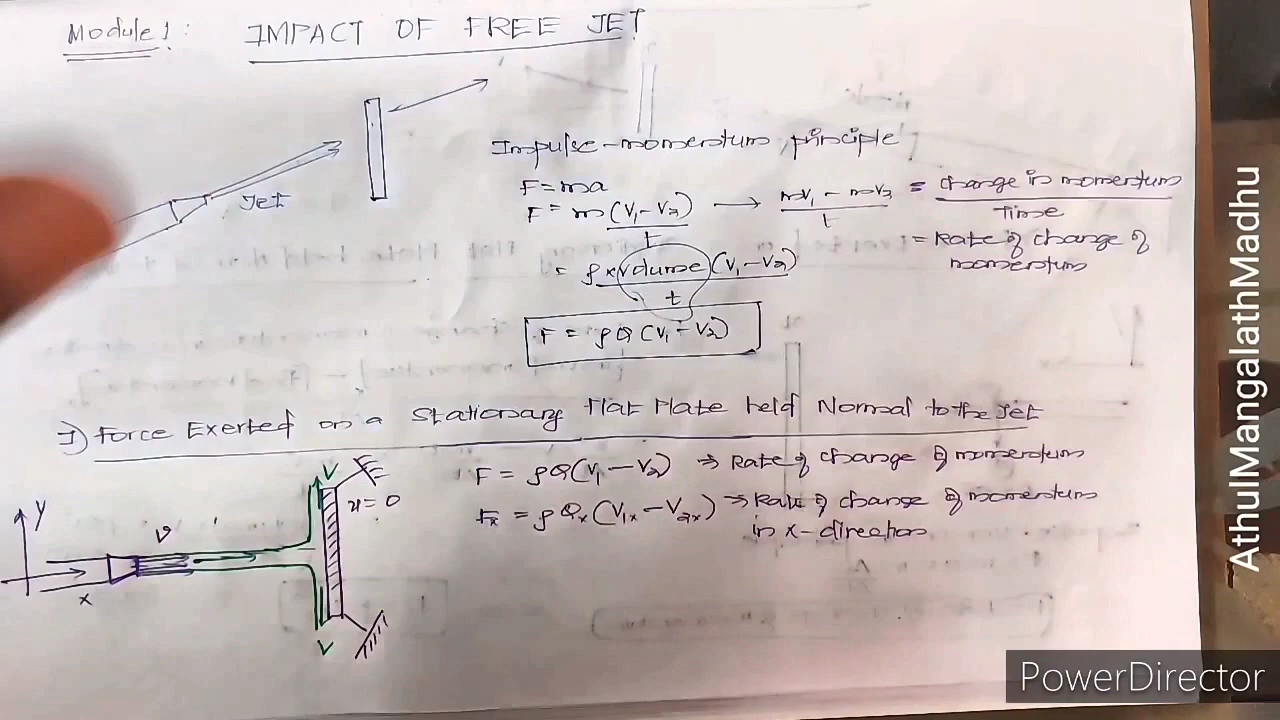 Module 1: IMPACT OF FREE JET
Jet
Impulse-momentum principle
F = ma
F = m(V₁ - V₂)/t → mV₁ - mV₂/t = change in momentum/Time
= Rate of change of momentum
= ρ × volume (V₁ - V₂)/t
F = ρQ(V₁ - V₂)
I) Force Exerted on a Stationary Flat Plate held Normal to the Jet
F = ρQ(V₁ - V₂) ⇒ Rate of change of momentum
Fx = ρQx(V₁x - V₂x) ⇒ Rate of change of momentum
in x-direction
y
x
v
V
u = 0
V
AthulMangalathMadhu
PowerDirector